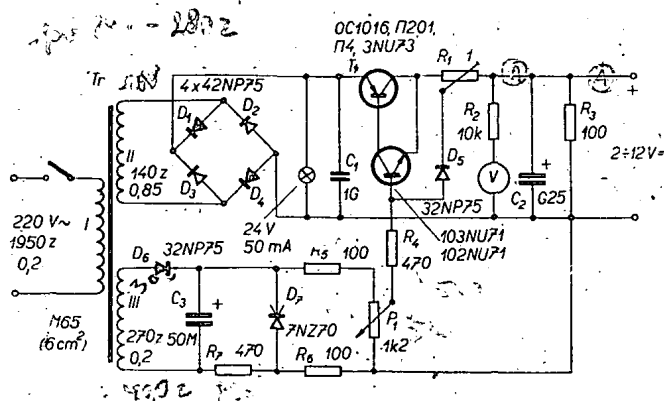 OC1016, П201,
П4, 3NU73
T1
R1 1
Tr
4x42NP75
D1
D2
D3
D4
II
140z
0,85
C1
1G
24V
50mA
D5
32NP75
R2
10k
V
C2
G25
+
R3
100
+
2÷12V=
220 V~
1950z
0,2
I
103NU71
102NU71
R4
470
D6 32NP75
R5 100
III
C3
+
270z 50M
0,2
D7
7NZ70
P1
1k2
R7 470
R6 100
M65
(6cm²)